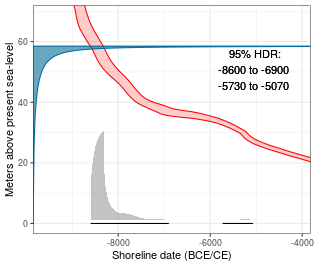 Meters above present sea-level
60
40
20
0
95% HDR:
-8600 to -6900
-5730 to -5070
-8000
-6000
-4000
Shoreline date (BCE/CE)